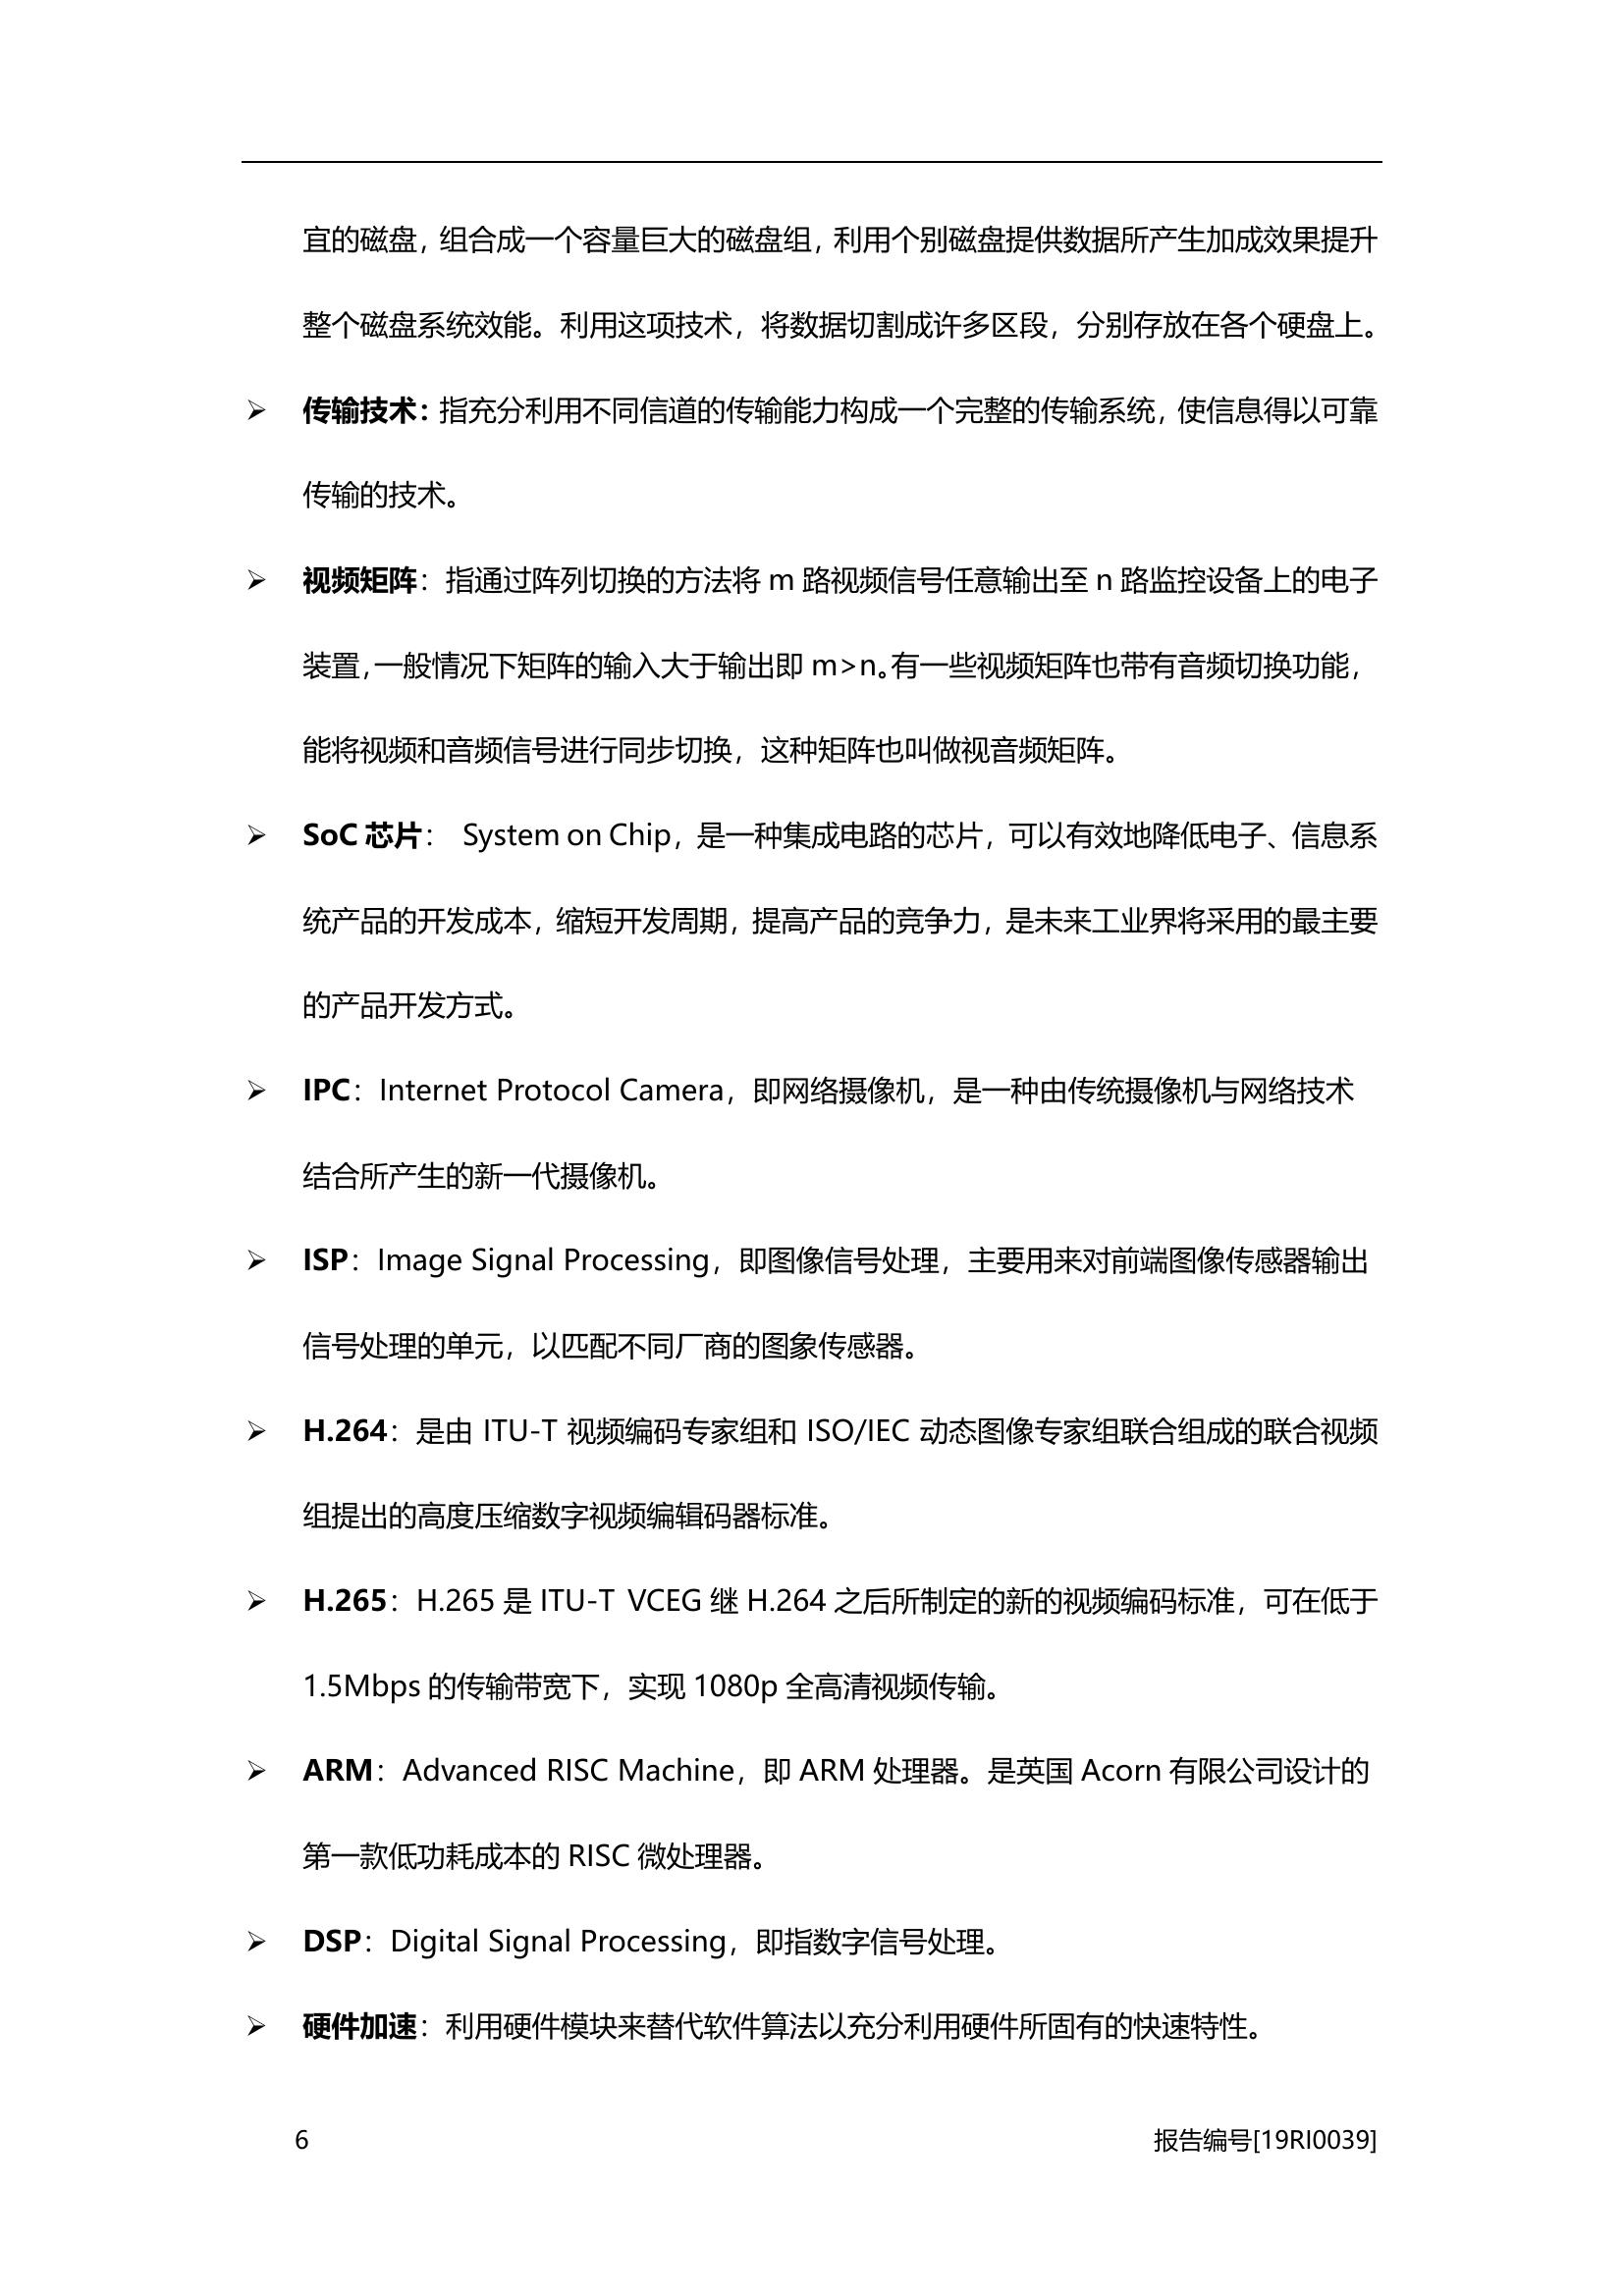 宜的磁盘，组合成一个容量巨大的磁盘组，利用个别磁盘提供数据所产生加成效果提升
整个磁盘系统效能。利用这项技术，将数据切割成许多区段，分别存放在各个硬盘上。
➢ 传输技术：指充分利用不同信道的传输能力构成一个完整的传输系统，使信息得以可靠
传输的技术。
➢ 视频矩阵：指通过阵列切换的方法将 m 路视频信号任意输出至 n 路监控设备上的电子
装置，一般情况下矩阵的输入大于输出即 m>n。有一些视频矩阵也带有音频切换功能，
能将视频和音频信号进行同步切换，这种矩阵也叫做视音频矩阵。
➢ SoC 芯片： System on Chip，是一种集成电路的芯片，可以有效地降低电子、信息系
统产品的开发成本，缩短开发周期，提高产品的竞争力，是未来工业界将采用的最主要
的产品开发方式。
➢ IPC：Internet Protocol Camera，即网络摄像机，是一种由传统摄像机与网络技术
结合所产生的新一代摄像机。
➢ ISP：Image Signal Processing，即图像信号处理，主要用来对前端图像传感器输出
信号处理的单元，以匹配不同厂商的图象传感器。
➢ H.264：是由 ITU-T 视频编码专家组和 ISO/IEC 动态图像专家组联合组成的联合视频
组提出的高度压缩数字视频编辑码器标准。
➢ H.265：H.265 是 ITU-T VCEG 继 H.264 之后所制定的新的视频编码标准，可在低于
1.5Mbps 的传输带宽下，实现 1080p 全高清视频传输。
➢ ARM：Advanced RISC Machine，即 ARM 处理器。是英国 Acorn 有限公司设计的
第一款低功耗成本的 RISC 微处理器。
➢ DSP：Digital Signal Processing，即指数字信号处理。
➢ 硬件加速：利用硬件模块来替代软件算法以充分利用硬件所固有的快速特性。
6 报告编号[19RI0039]